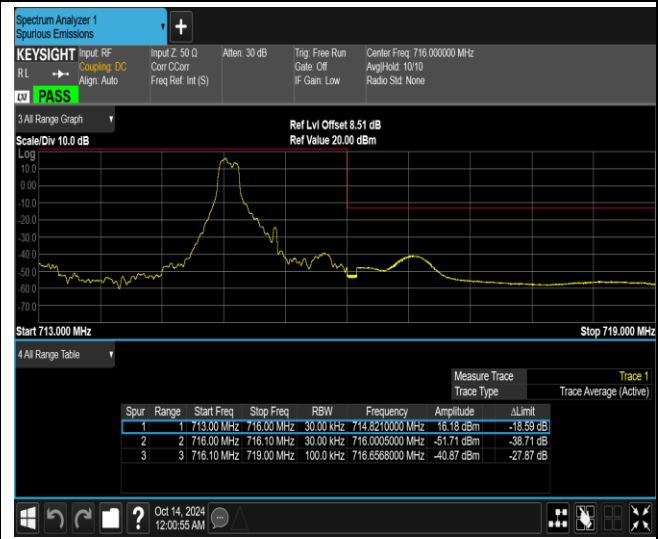 Spectrum Analyzer 1
Spurious Emissions
+
KEYSIGHT
RL
LXI PASS
Input: RF
Coupling: DC
Align: Auto
Input Z: 50 Ω
Corr CCorr
Freq Ref: Int (S)
Atten: 30 dB
Trig: Free Run
Gate: Off
IF Gain: Low
Center Freq: 716.000000 MHz
Avg|Hold: 10/10
Radio Std: None
3 All Range Graph
Scale/Div 10.0 dB
Ref Lvl Offset 8.51 dB
Ref Value 20.00 dBm
Log
10.0
0.00
-10.0
-20.0
-30.0
-40.0
-50.0
-60.0
-70.0
Start 713.000 MHz
Stop 719.000 MHz
4 All Range Table
Measure Trace Trace 1
Trace Type Trace Average (Active)
Spur Range Start Freq Stop Freq RBW Frequency Amplitude ΔLimit
1 1 713.00 MHz 716.00 MHz 30.00 kHz 714.8210000 MHz 16.18 dBm -18.59 dB
2 2 716.00 MHz 716.10 MHz 30.00 kHz 716.0005000 MHz -51.71 dBm -38.71 dB
3 3 716.10 MHz 719.00 MHz 100.0 kHz 716.6568000 MHz -40.87 dBm -27.87 dB
?
Oct 14, 2024
12:00:55 AM